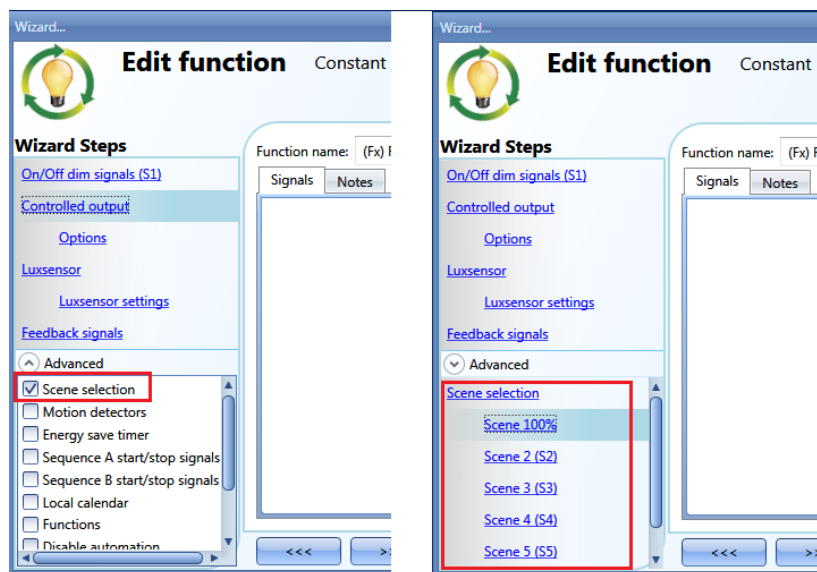 Wizard...
Edit function Constant
Wizard Steps
On/Off dim signals (S1)
Controlled output
Options
Luxsensor
Luxsensor settings
Feedback signals
Advanced
Scene selection
Motion detectors
Energy save timer
Sequence A start/stop signals
Sequence B start/stop signals
Local calendar
Functions
Disable automation
Function name: (Fx)
Signals Notes
<<<
Wizard...
Edit function Constant
Wizard Steps
On/Off dim signals (S1)
Controlled output
Options
Luxsensor
Luxsensor settings
Feedback signals
Advanced
Scene selection
Scene 100%
Scene 2 (S2)
Scene 3 (S3)
Scene 4 (S4)
Scene 5 (S5)
Function name: (Fx)
Signals Notes
<<<